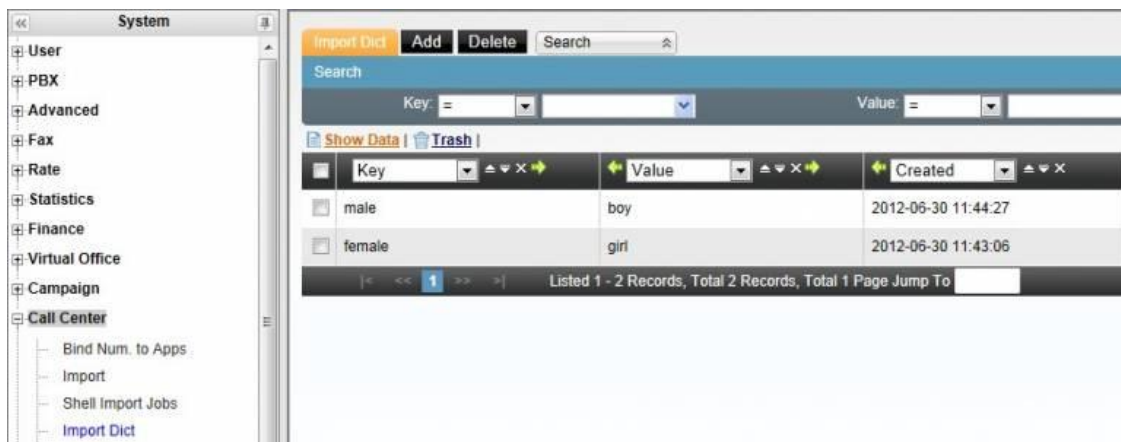 << System
User
PBX
Advanced
Fax
Rate
Statistics
Finance
Virtual Office
Campaign
Call Center
Bind Num. to Apps
Import
Shell Import Jobs
Import Dict
Import Dict Add Delete Search
Search
Key: = Value: =
Show Data | Trash |
Key Value Created
male boy 2012-06-30 11:44:27
female girl 2012-06-30 11:43:06
|< << 1 >> >| Listed 1 - 2 Records, Total 2 Records, Total 1 Page Jump To